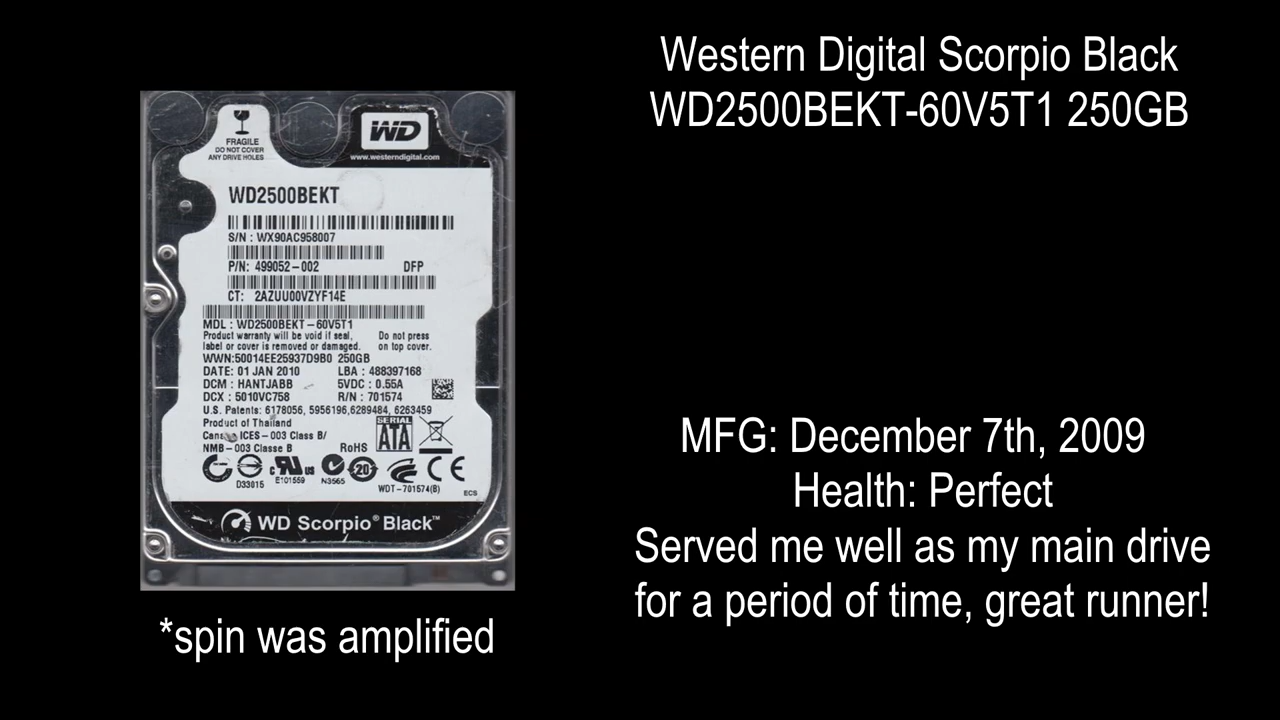 Western Digital Scorpio Black
WD2500BEKT-60V5T1 250GB
FRAGILE
DO NOT COVER
ANY DRIVE HOLES
WD
www.westerndigital.com
WD2500BEKT
S/N : WX90AC958007
P/N: 499052-002 DFP
CT: 2AZUU00VZYF14E
MDL : WD2500BEKT-60V5T1
Product warranty will be void if seal, Do not press
label or cover is removed or damaged. on top cover.
WWN:50014EE25937D9B0 250GB
DATE: 01 JAN 2010 LBA : 488397168
DCM : HANTJABB 5VDC : 0.55A
DCX : 5010VC758 R/N : 701574
U.S. Patents: 6178056, 5956196,6289484, 6263459
Product of Thailand
ICES-003 Class B/
NMB-003 Classe B RoHS
SERIAL
ATA
D33015 E101559 N3565 20 WDT-701574(B) ECS
WD Scorpio® Black™
*spin was amplified
MFG: December 7th, 2009
Health: Perfect
Served me well as my main drive
for a period of time, great runner!